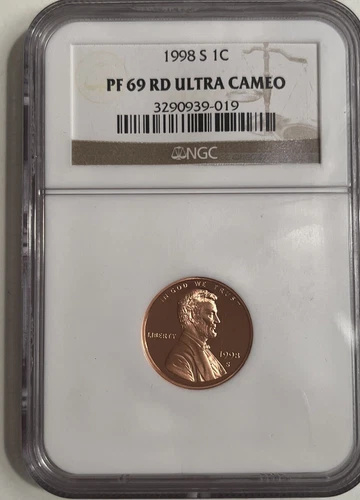 1998 S 1C
PF 69 RD ULTRA CAMEO
3290939-019
NGC
IN GOD WE TRUST
LIBERTY
1998
S